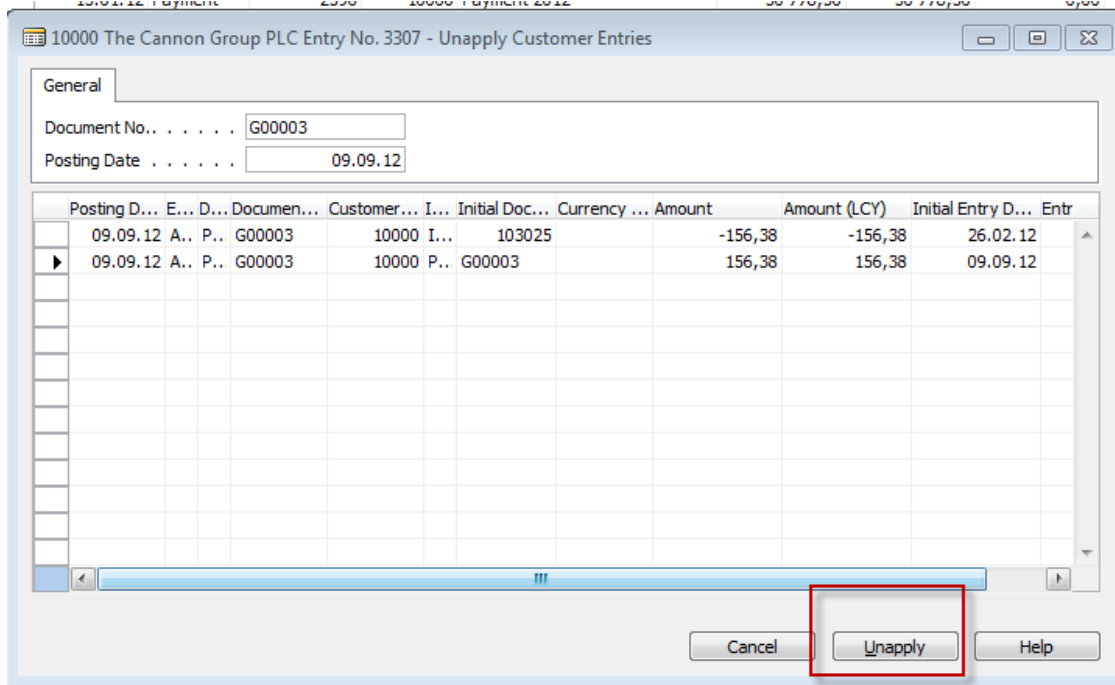 10000 The Cannon Group PLC Entry No. 3307 - Unapply Customer Entries
General
Document No.. . . . . . G00003
Posting Date . . . . . . 09.09.12
Posting D... E... D... Documen... Customer... I... Initial Doc... Currency ... Amount Amount (LCY) Initial Entry D... Entr
09.09.12 A.. P... G00003 10000 I... 103025 -156,38 -156,38 26.02.12
09.09.12 A.. P... G00003 10000 P... G00003 156,38 156,38 09.09.12
Cancel Unapply Help